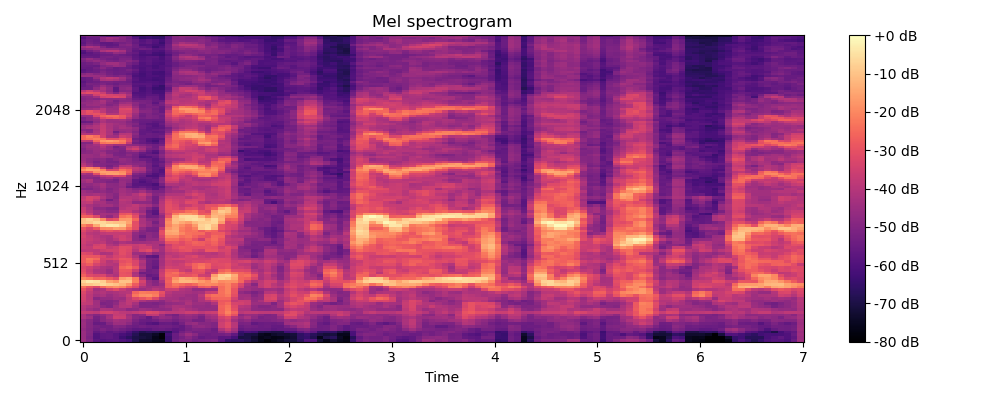 Mel spectrogram
Hz
2048
1024
512
0
0 1 2 3 4 5 6 7
Time
+0 dB
-10 dB
-20 dB
-30 dB
-40 dB
-50 dB
-60 dB
-70 dB
-80 dB